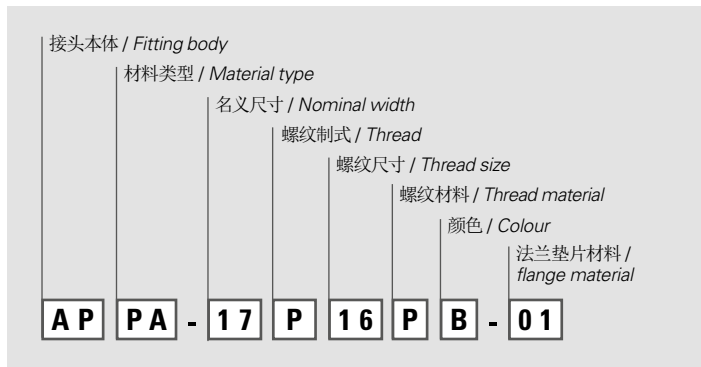 接头本体 / Fitting body
材料类型 / Material type
名义尺寸 / Nominal width
螺纹制式 / Thread
螺纹尺寸 / Thread size
螺纹材料 / Thread material
颜色 / Colour
法兰垫片材料 /
flange material
AP PA - 17 P 16 P B - 01